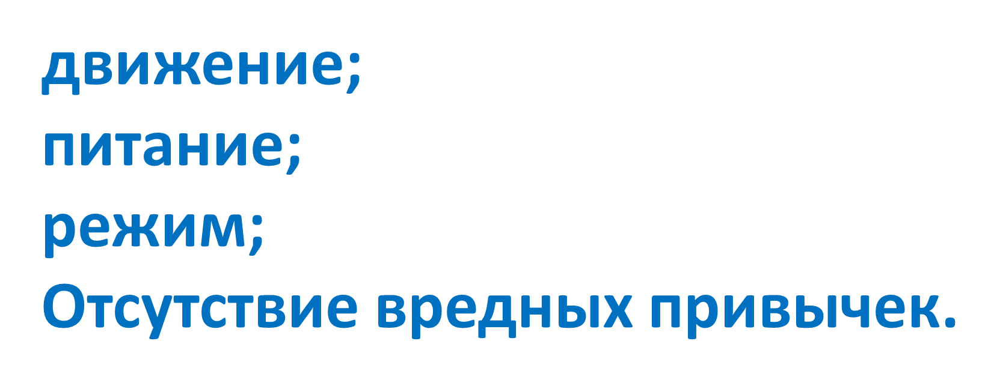 движение;
питание;
режим;
Отсутствие вредных привычек.